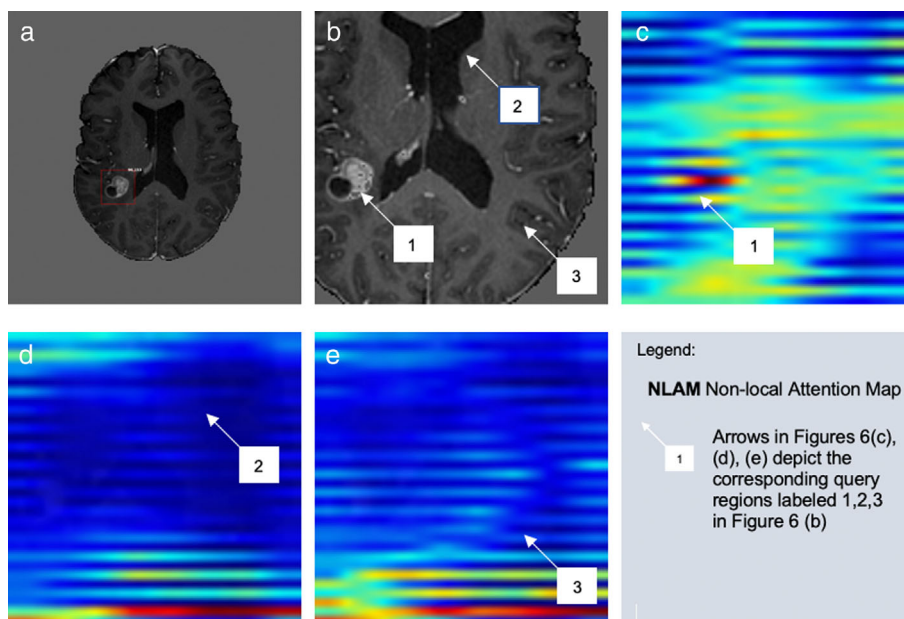 a
b
c
2
1
3
1
d
e
2
3
Legend:
NLAM Non-local Attention Map
1
Arrows in Figures 6(c),
(d), (e) depict the
corresponding query
regions labeled 1,2,3
in Figure 6 (b)